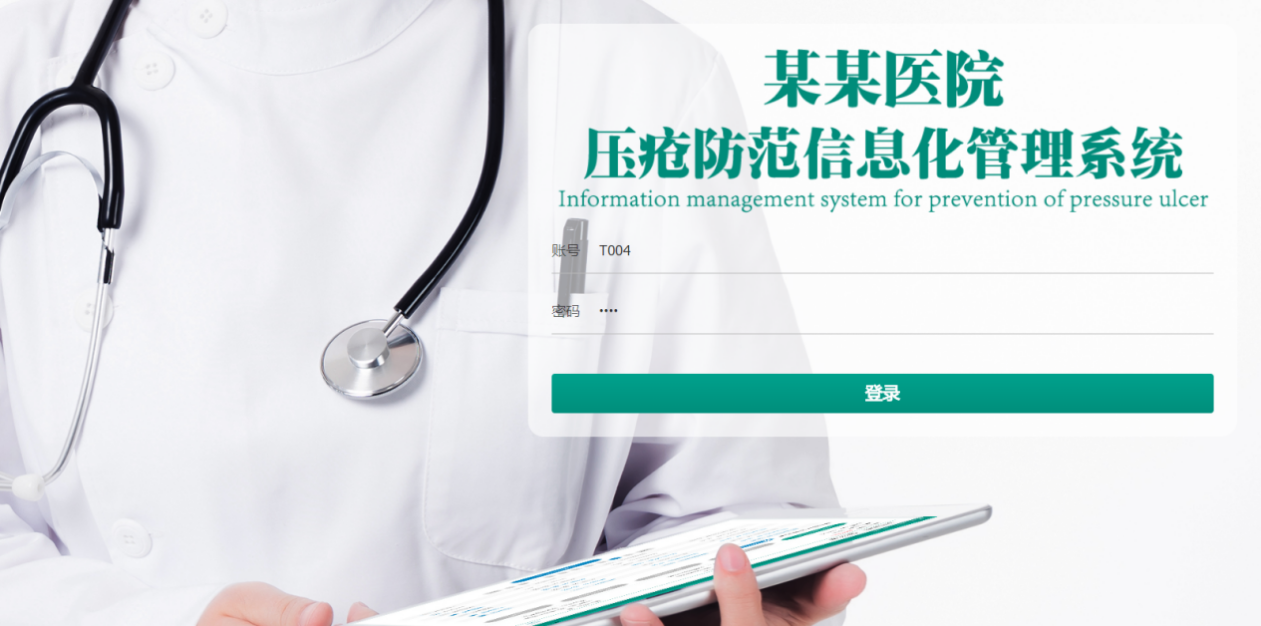 某某医院
压疮防范信息化管理系统
Information management system for prevention of pressure ulcer
账号 T004
密码 ••••
登录